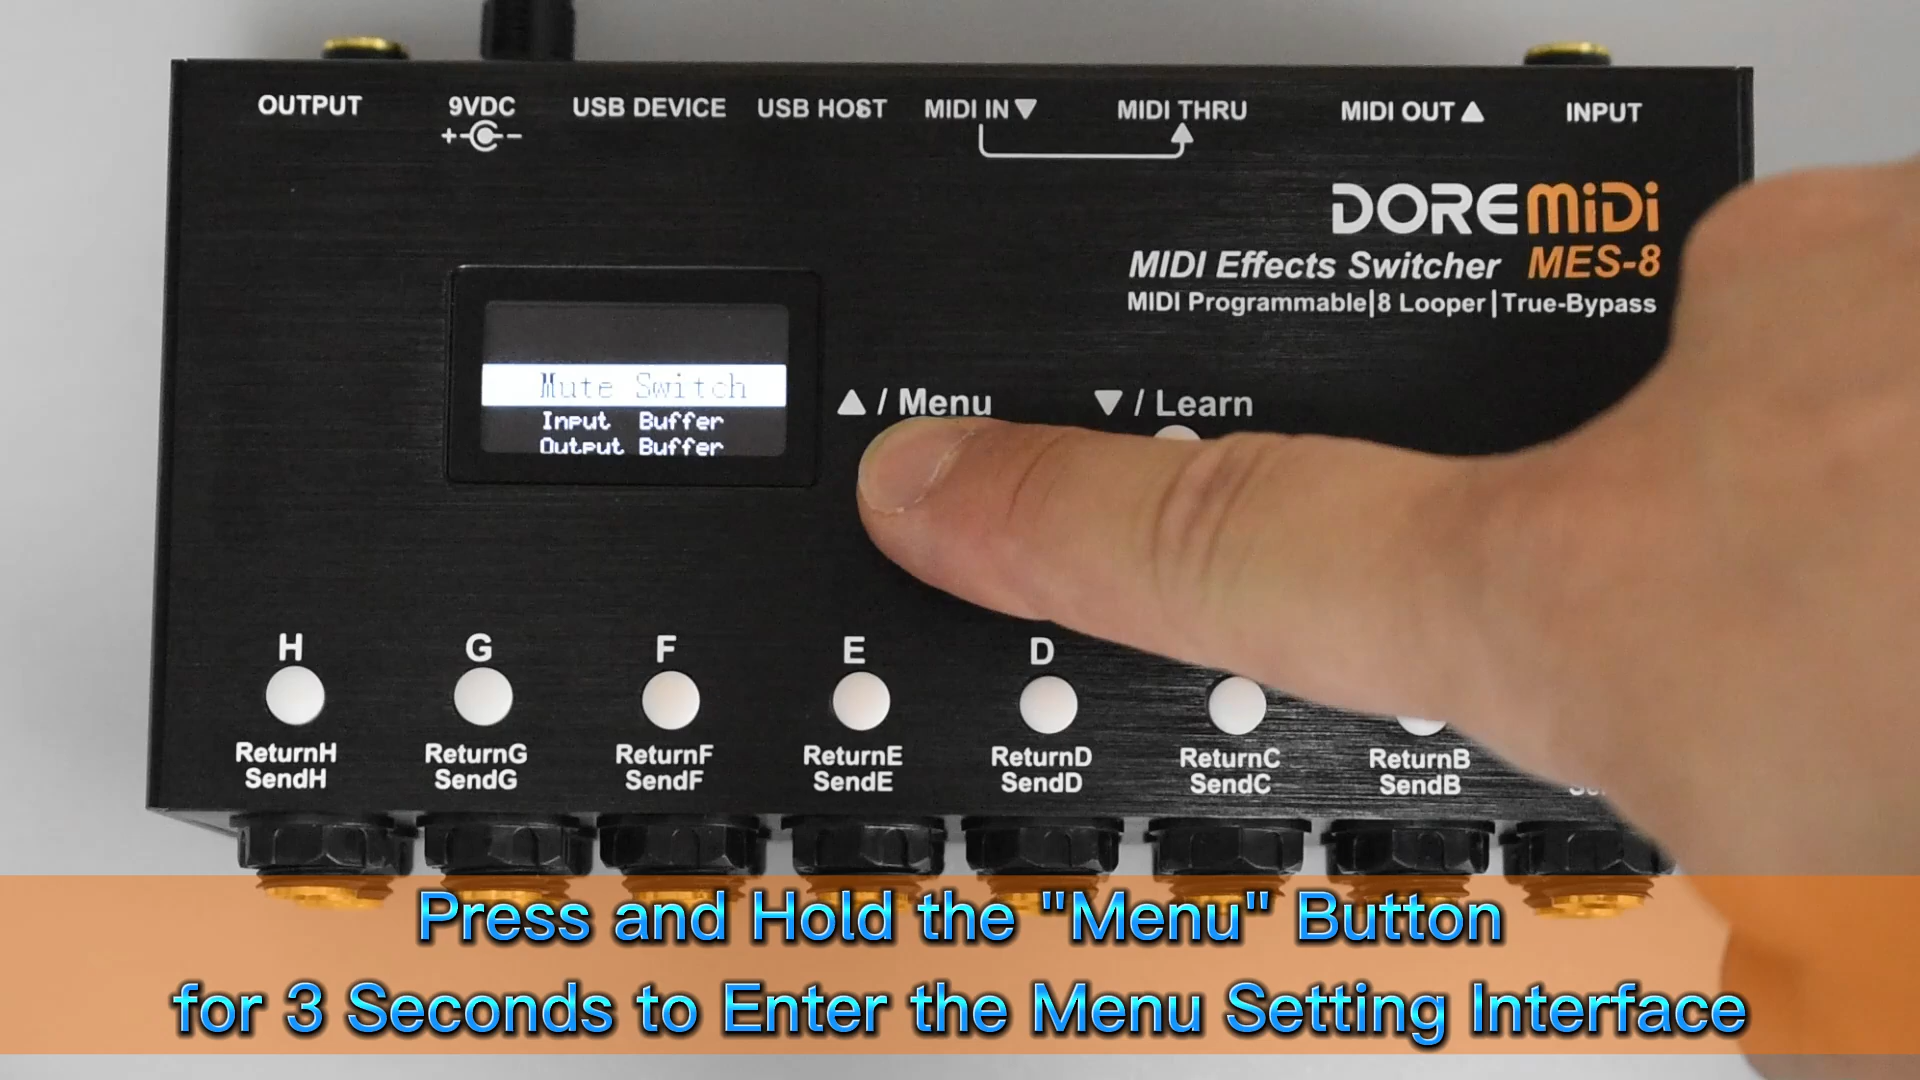 OUTPUT
9VDC
USB DEVICE
USB HOST
MIDI IN ▼
MIDI THRU
MIDI OUT ▲
INPUT
DOREMiDi
MIDI Effects Switcher MES-8
MIDI Programmable|8 Looper|True-Bypass
Mute Switch
Input Buffer
Output Buffer
▲ / Menu
▼ / Learn
H
G
F
E
D
ReturnH
SendH
ReturnG
SendG
ReturnF
SendF
ReturnE
SendE
ReturnD
SendD
ReturnC
SendC
ReturnB
SendB
Press and Hold the "Menu" Button
for 3 Seconds to Enter the Menu Setting Interface